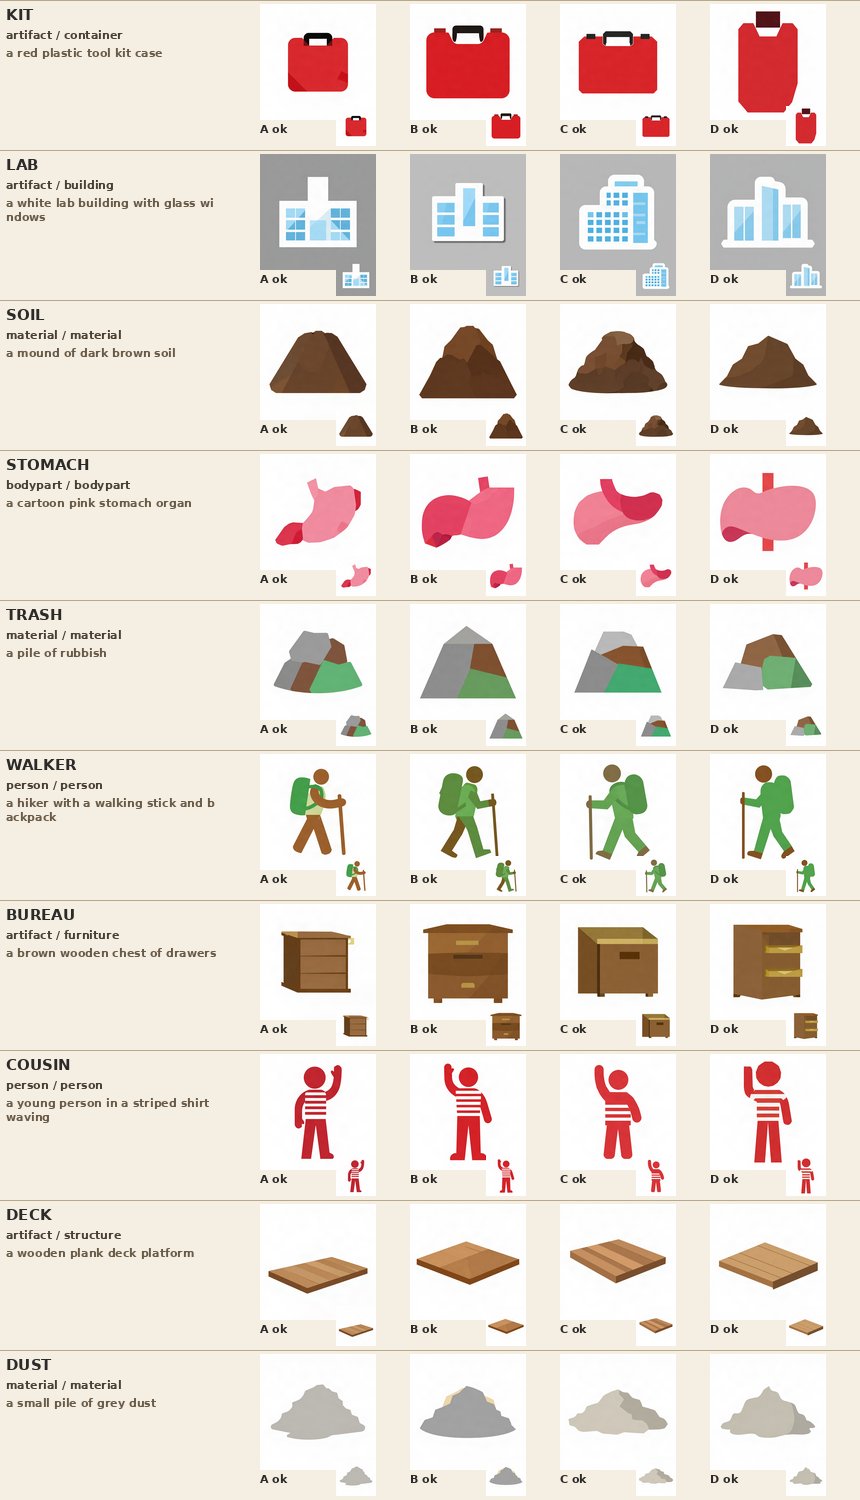 KIT
artifact / container
a red plastic tool kit case
A ok
B ok
C ok
D ok
LAB
artifact / building
a white lab building with glass wi
ndows
A ok
B ok
C ok
D ok
SOIL
material / material
a mound of dark brown soil
A ok
B ok
C ok
D ok
STOMACH
bodypart / bodypart
a cartoon pink stomach organ
A ok
B ok
C ok
D ok
TRASH
material / material
a pile of rubbish
A ok
B ok
C ok
D ok
WALKER
person / person
a hiker with a walking stick and b
ackpack
A ok
B ok
C ok
D ok
BUREAU
artifact / furniture
a brown wooden chest of drawers
A ok
B ok
C ok
D ok
COUSIN
person / person
a young person in a striped shirt
waving
A ok
B ok
C ok
D ok
DECK
artifact / structure
a wooden plank deck platform
A ok
B ok
C ok
D ok
DUST
material / material
a small pile of grey dust
A ok
B ok
C ok
D ok